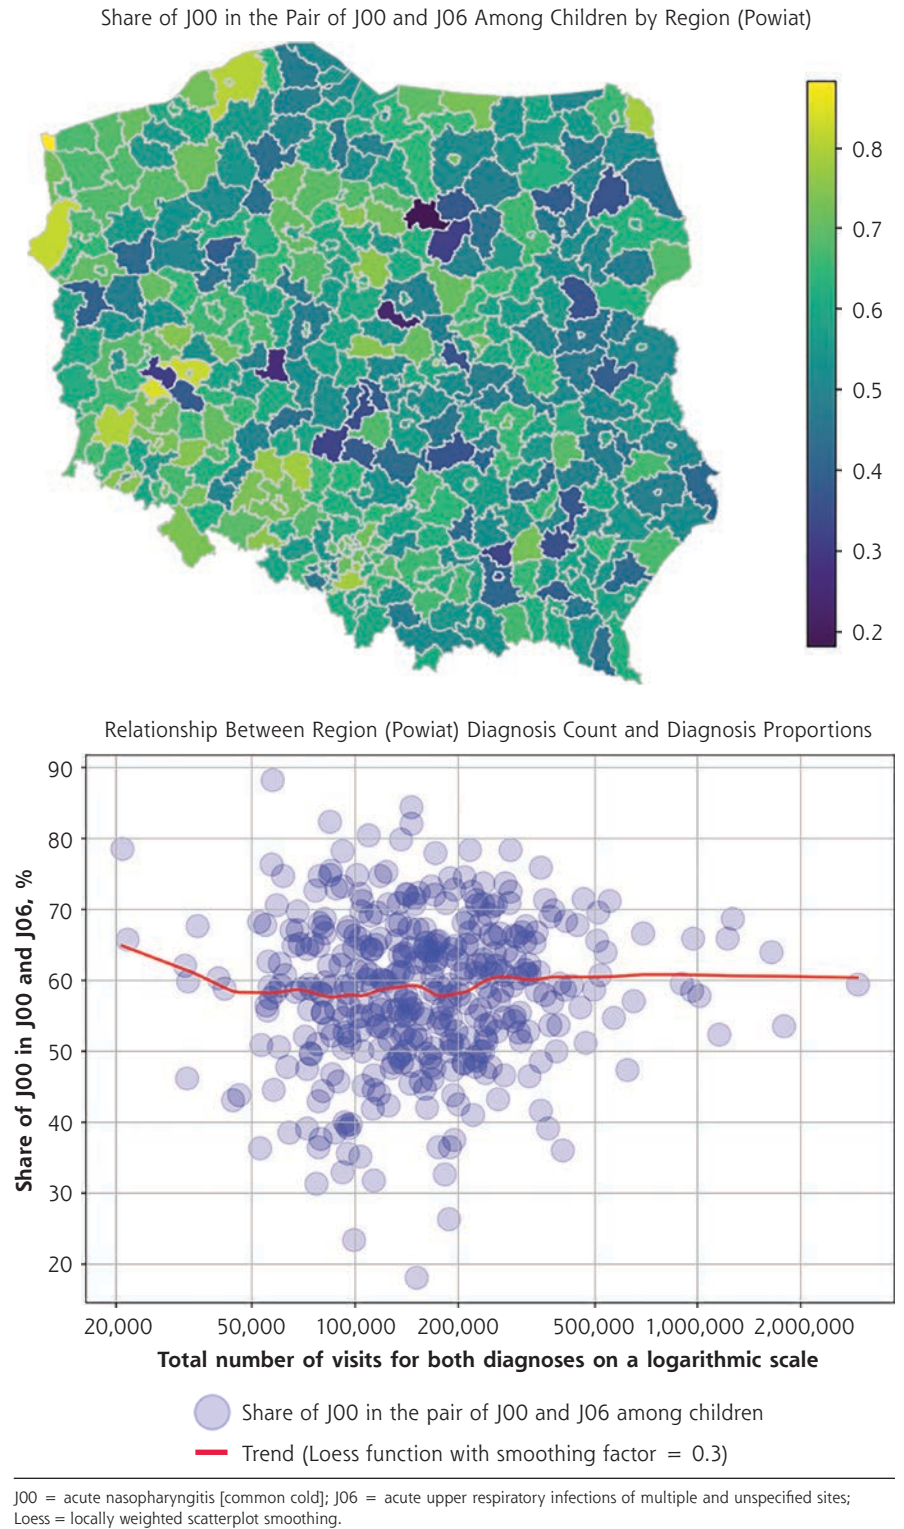 Share of J00 in the Pair of J00 and J06 Among Children by Region (Powiat)
0.8
0.7
0.6
0.5
0.4
0.3
0.2
Relationship Between Region (Powiat) Diagnosis Count and Diagnosis Proportions
Share of J00 in J00 and J06, %
90
80
70
60
50
40
30
20
20,000 50,000 100,000 200,000 500,000 1,000,000 2,000,000
Total number of visits for both diagnoses on a logarithmic scale
Share of J00 in the pair of J00 and J06 among children
Trend (Loess function with smoothing factor = 0.3)
J00 = acute nasopharyngitis [common cold]; J06 = acute upper respiratory infections of multiple and unspecified sites;
Loess = locally weighted scatterplot smoothing.